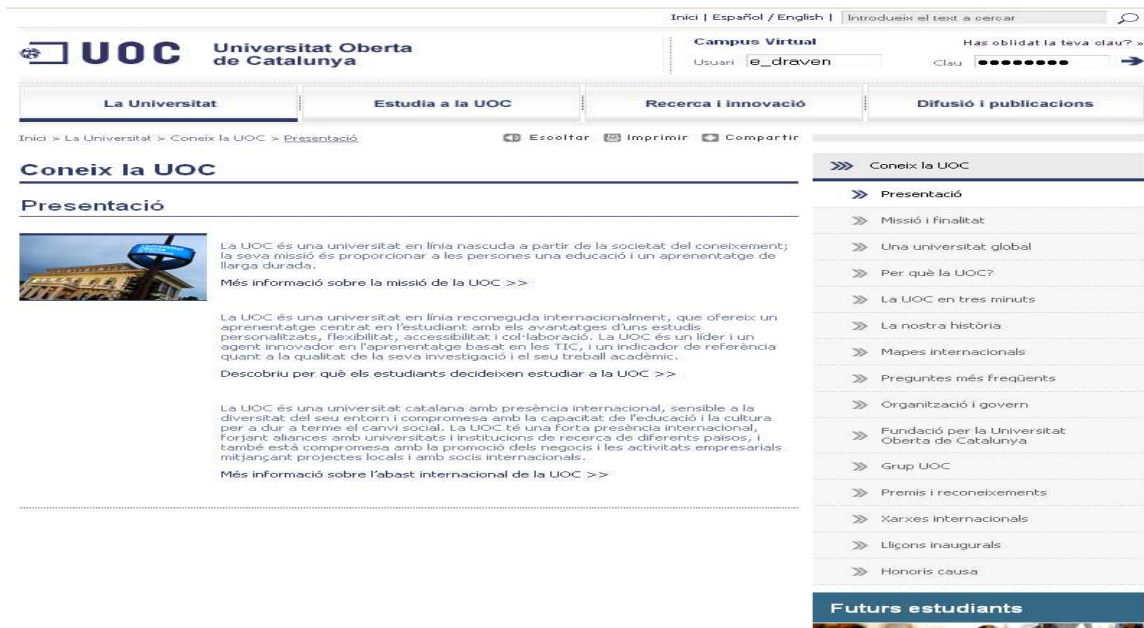 Inici | Español / English | Introdueix el text a cercar
UOC Universitat Oberta de Catalunya
Campus Virtual Has oblidat la teva clau? »
Usuari e_draven Clau ●●●●●●●●●
La Universitat Estudia a la UOC Recerca i innovació Difusió i publicacions
Inici > La Universitat > Coneix la UOC > Presentació Escoltar Imprimir Compartir
Coneix la UOC
Presentació
Universitat Oberta
La UOC és una universitat en línia nascuda a partir de la societat del coneixement;
la seva missió és proporcionar a les persones una educació i un aprenentatge de
llarga durada.
Més informació sobre la missió de la UOC >>
La UOC és una universitat en línia reconeguda internacionalment, que ofereix un
aprenentatge centrat en l'estudiant amb els avantatges d'uns estudis
personalitzats, flexibilitat, accessibilitat i col·laboració. La UOC és un líder i un
agent innovador en l'aprenentatge basat en les TIC, i un indicador de referència
quant a la qualitat de la seva investigació i el seu treball acadèmic.
Descobriu per què els estudiants decideixen estudiar a la UOC >>
La UOC és una universitat catalana amb presència internacional, sensible a la
diversitat del seu entorn i compromesa amb la capacitat de l'educació i la cultura
per a dur a terme el canvi social. La UOC té una forta presència internacional,
forjant aliances amb universitats i institucions de recerca de diferents països, i
també està compromesa amb la promoció dels negocis i les activitats empresarials
mitjançant projectes locals i amb socis internacionals.
Més informació sobre l'abast internacional de la UOC >>
Coneix la UOC
Presentació
Missió i finalitat
Una universitat global
Per què la UOC?
La UOC en tres minuts
La nostra història
Mapes internacionals
Preguntes més freqüents
Organització i govern
Fundació per la Universitat
Oberta de Catalunya
Grup UOC
Premis i reconeixements
Xarxes internacionals
Lliçons inaugurals
Honoris causa
Futurs estudiants